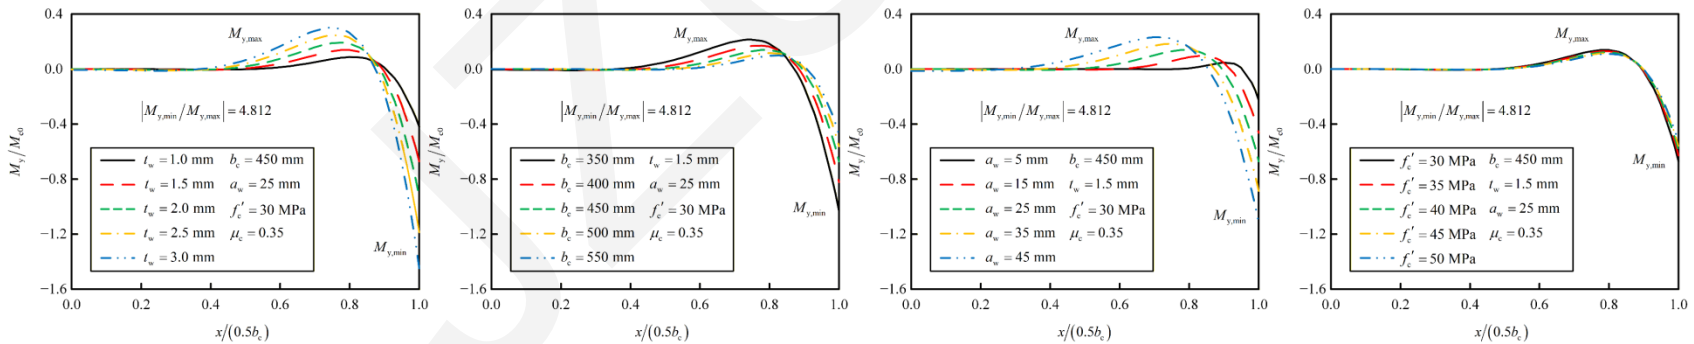 0.4
M_y,max
0.0
|M_y,min/M_y,max| = 4.812
−0.4
M_y/M_c0
t_w = 1.0 mm b_c = 450 mm
−0.8
t_w = 1.5 mm a_w = 25 mm
t_w = 2.0 mm f_c′ = 30 MPa
t_w = 2.5 mm μ_c = 0.35
t_w = 3.0 mm
−1.2
M_y,min
−1.6
0.0 0.2 0.4 0.6 0.8 1.0
x/(0.5b_c)
0.4
M_y,max
0.0
|M_y,min/M_y,max| = 4.812
−0.4
M_y/M_c0
b_c = 350 mm t_w = 1.5 mm
−0.8
b_c = 400 mm a_w = 25 mm
b_c = 450 mm f_c′ = 30 MPa
b_c = 500 mm μ_c = 0.35
b_c = 550 mm
M_y,min
−1.2
−1.6
0.0 0.2 0.4 0.6 0.8 1.0
x/(0.5b_c)
0.4
M_y,max
0.0
|M_y,min/M_y,max| = 4.812
−0.4
M_y/M_c0
a_w = 5 mm b_c = 450 mm
−0.8
a_w = 15 mm t_w = 1.5 mm
a_w = 25 mm f_c′ = 30 MPa
a_w = 35 mm μ_c = 0.35
a_w = 45 mm
M_y,min
−1.2
−1.6
0.0 0.2 0.4 0.6 0.8 1.0
x/(0.5b_c)
0.4
M_y,max
0.0
|M_y,min/M_y,max| = 4.812
−0.4
M_y/M_c0
M_y,min
f_c′ = 30 MPa b_c = 450 mm
−0.8
f_c′ = 35 MPa t_w = 1.5 mm
f_c′ = 40 MPa a_w = 25 mm
f_c′ = 45 MPa μ_c = 0.35
f_c′ = 50 MPa
−1.2
−1.6
0.0 0.2 0.4 0.6 0.8 1.0
x/(0.5b_c)